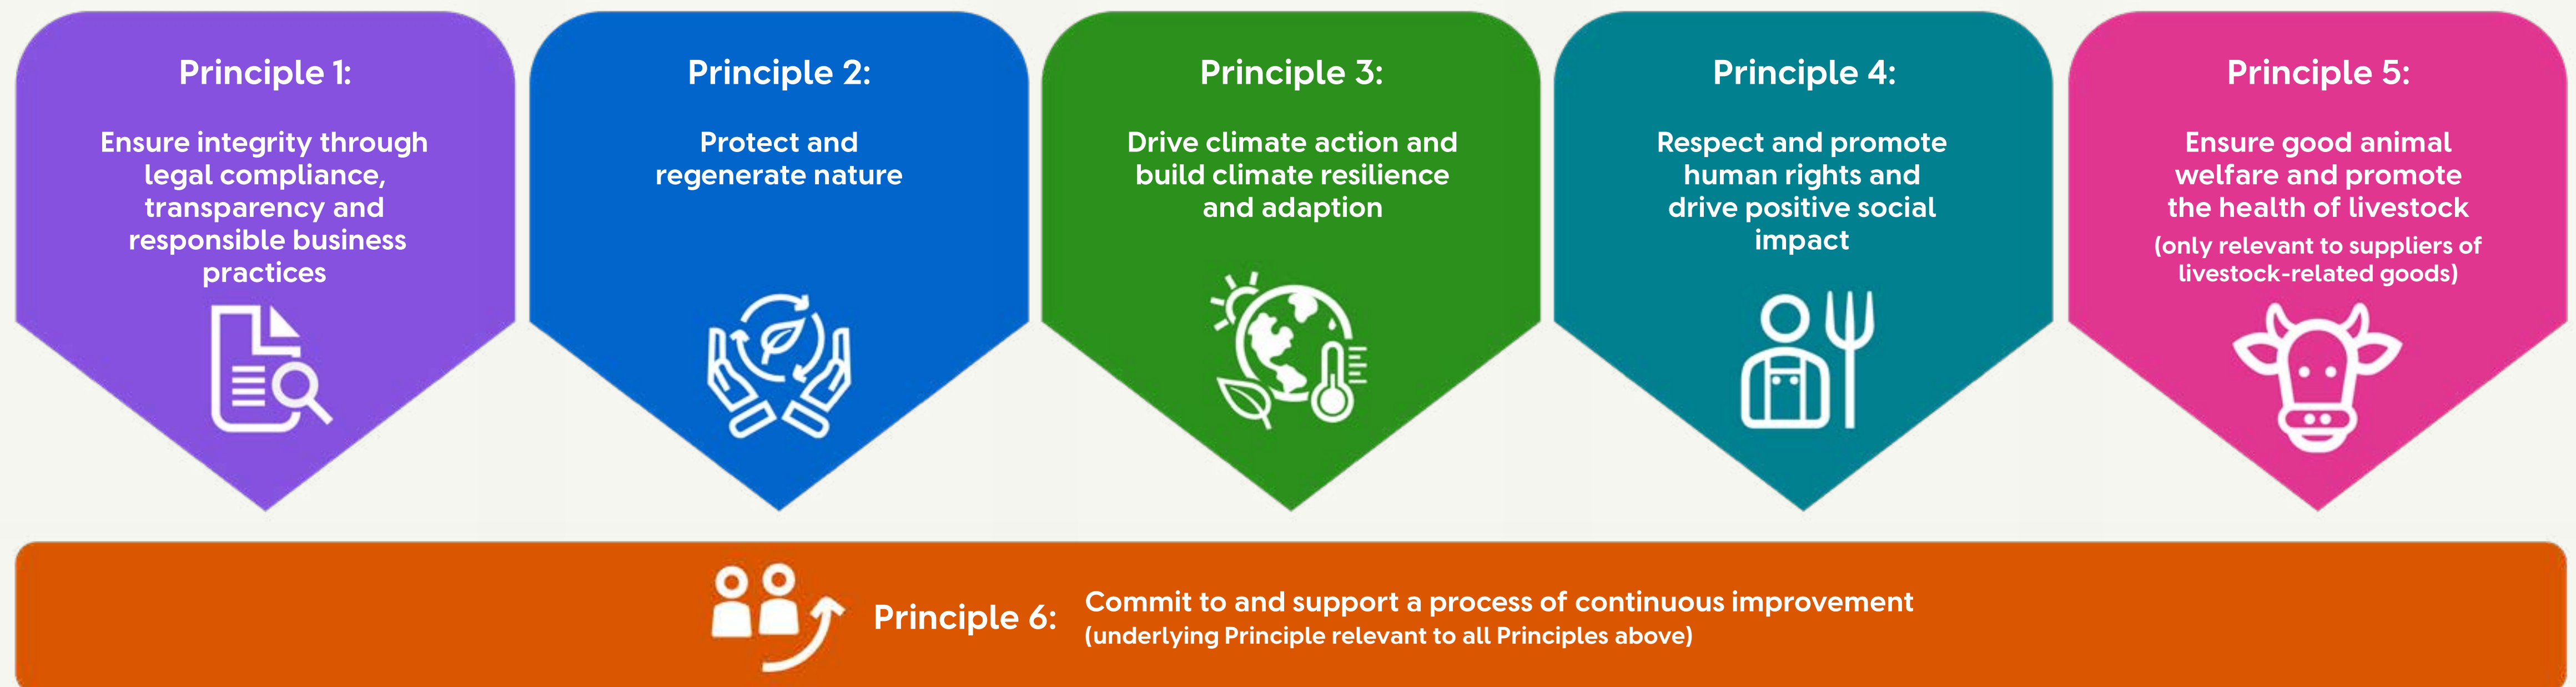 Principle 1:
Ensure integrity through
legal compliance,
transparency and
responsible business
practices
Principle 2:
Protect and
regenerate nature
Principle 3:
Drive climate action and
build climate resilience
and adaption
Principle 4:
Respect and promote
human rights and
drive positive social
impact
Principle 5:
Ensure good animal
welfare and promote
the health of livestock
(only relevant to suppliers of
livestock-related goods)
Principle 6:
Commit to and support a process of continuous improvement
(underlying Principle relevant to all Principles above)